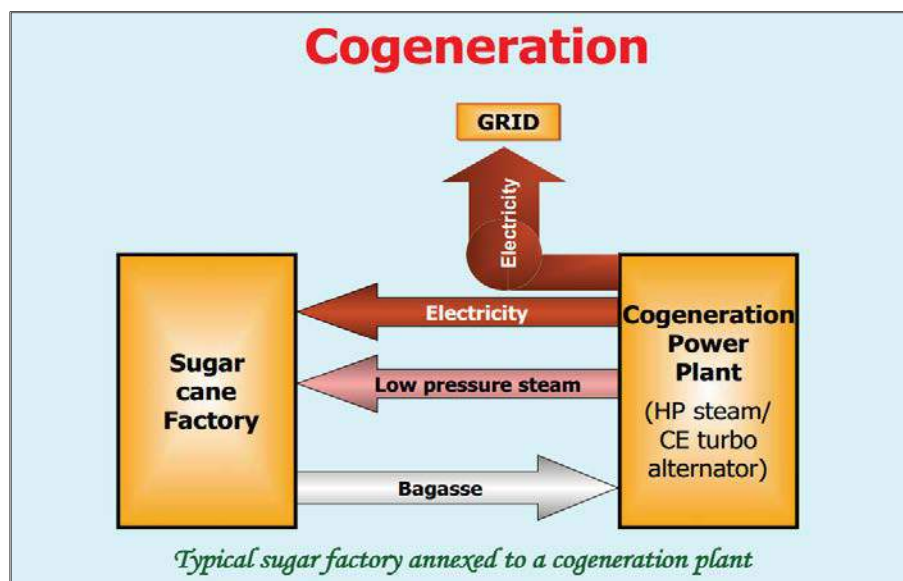 Cogeneration
GRID
Electricity
Electricity
Low pressure steam
Bagasse
Sugar
cane
Factory
Cogeneration
Power
Plant
(HP steam/
CE turbo
alternator)
Typical sugar factory annexed to a cogeneration plant